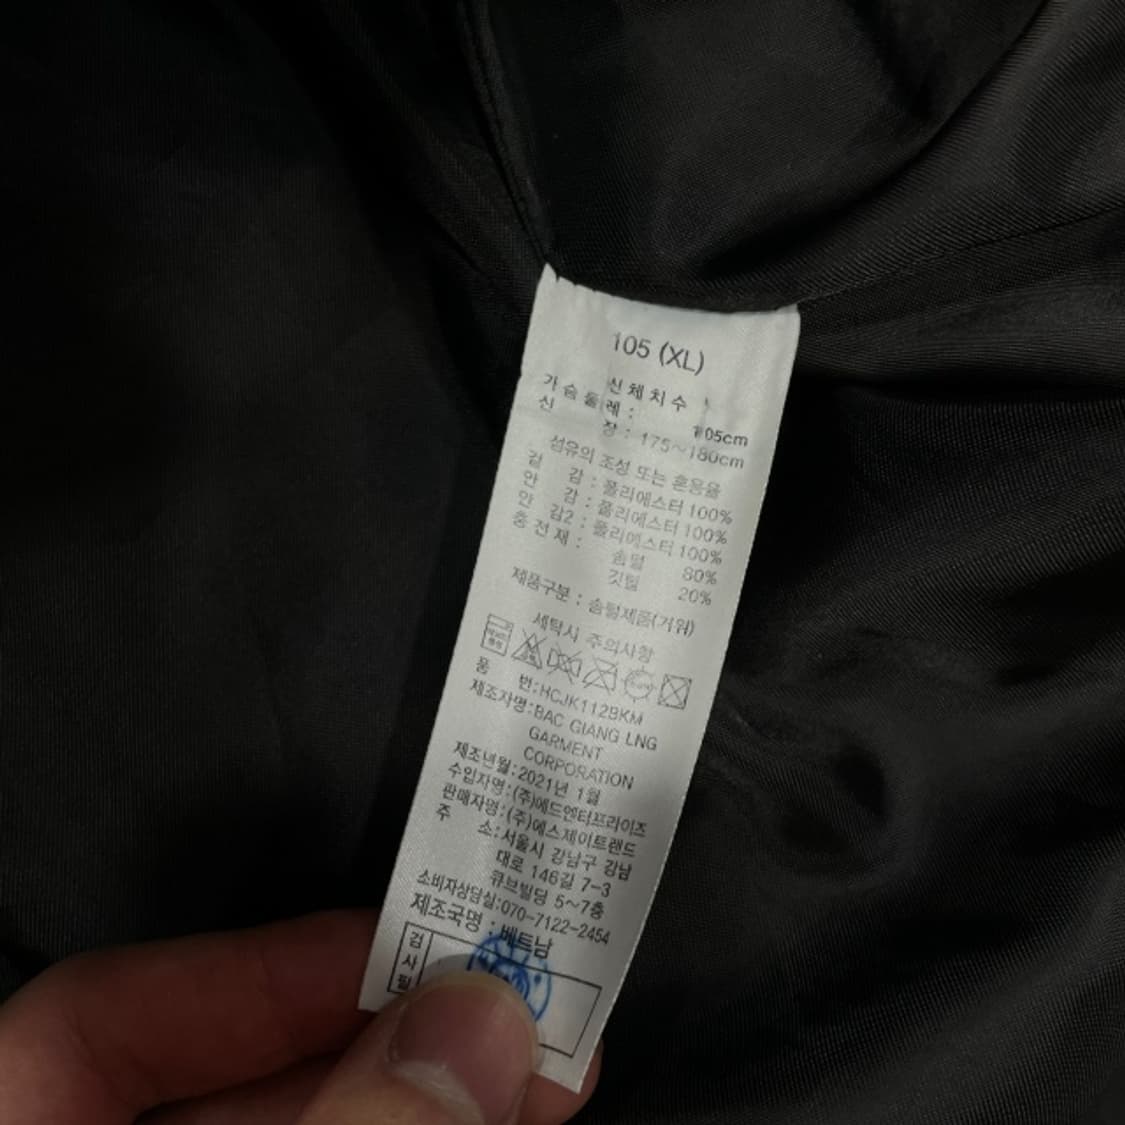 105 (XL)
신체치수
가슴둘레 : 105cm
신 장 : 175~180cm
섬유의 조성 또는 혼용율
겉 감 : 폴리에스터 100%
안 감 : 폴리에스터 100%
안 감2 : 폴리에스터 100%
충전재 : 솜털 80%
깃털 20%
제품구분 : 솜털제품(거위)
세탁시 주의사항
품 번:HCJK112BKM
제조자명:BAC GIANG LNG
GARMENT
CORPORATION
제조년월:2021년 1월
수입자명:(주)에드엔터프라이즈
판매자명:(주)에스제이트랜드
주 소:서울시 강남구 강남
대로 146길 7-3
큐브빌딩 5~7층
소비자상담실:070-7122-2454
제조국명 : 베트남
검사필